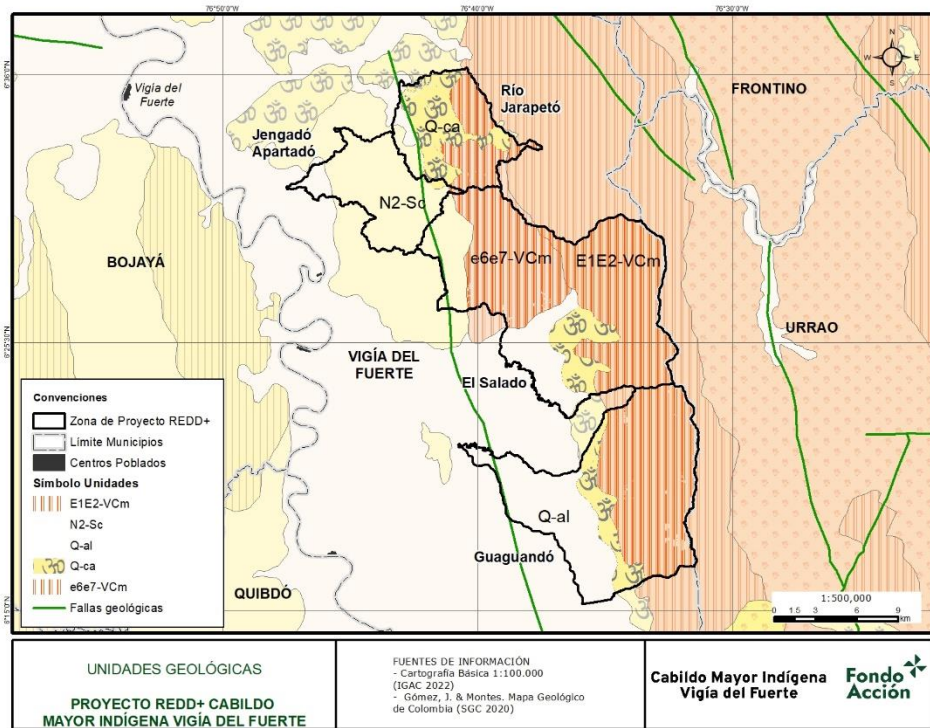 76°50'0"W
76°40'0"W
76°30'0"W
6°36'0"N
6°25'30"N
6°15'0"N
N
W E
S
Vigía del
Fuerte
Jengadó
Apartadó
Río
Jarapetó
FRONTINO
Q-ca
N2-Sc
BOJAYÁ
e6e7-VCm
E1E2-VCm
URRAO
VIGÍA DEL
FUERTE
El Salado
Q-al
Guaguandó
QUIBDÓ
Convenciones
Zona de Proyecto REDD+
Límite Municipios
Centros Poblados
Símbolo Unidades
E1E2-VCm
N2-Sc
Q-al
Q-ca
e6e7-VCm
Fallas geológicas
1:500,000
0 1.5 3 6 9
km
UNIDADES GEOLÓGICAS
PROYECTO REDD+ CABILDO
MAYOR INDÍGENA VIGÍA DEL FUERTE
FUENTES DE INFORMACIÓN
- Cartografía Básica 1:100.000
(IGAC 2022)
- Gómez, J. & Montes. Mapa Geológico
de Colombia (SGC 2020)
Cabildo Mayor Indígena
Vigía del Fuerte
Fondo
Acción